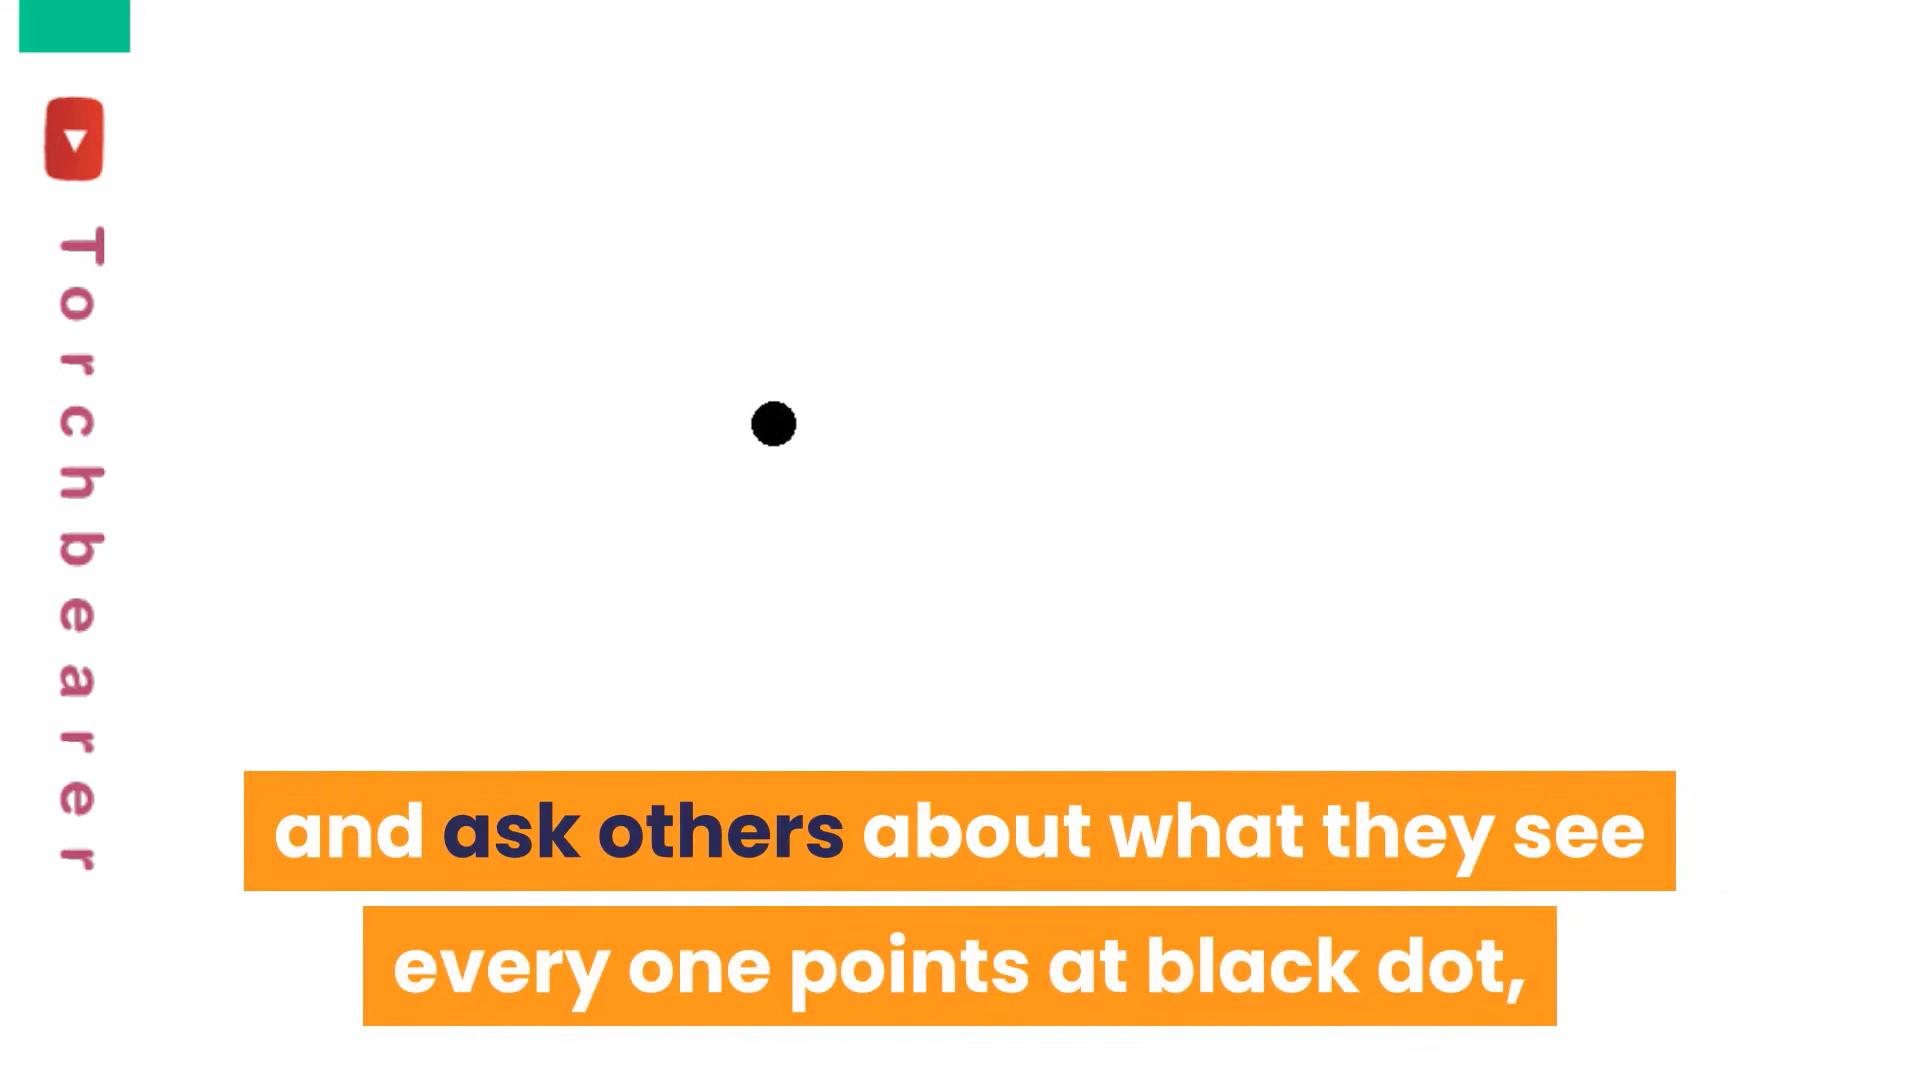 Torchbearer
and ask others about what they see
every one points at black dot,